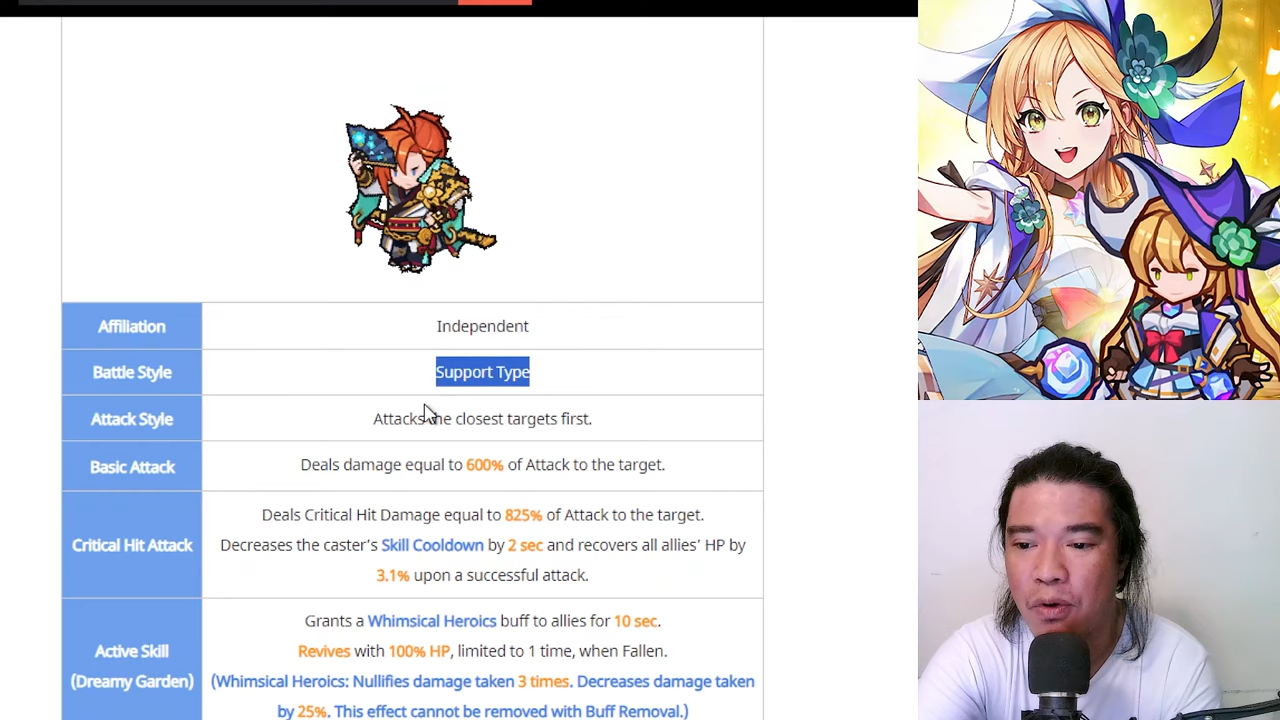 Affiliation
Independent
Battle Style
Support Type
Attack Style
Attacks the closest targets first.
Basic Attack
Deals damage equal to 600% of Attack to the target.
Critical Hit Attack
Deals Critical Hit Damage equal to 825% of Attack to the target.
Decreases the caster's Skill Cooldown by 2 sec and recovers all allies' HP by
3.1% upon a successful attack.
Active Skill
(Dreamy Garden)
Grants a Whimsical Heroics buff to allies for 10 sec.
Revives with 100% HP, limited to 1 time, when Fallen.
(Whimsical Heroics: Nullifies damage taken 3 times. Decreases damage taken
by 25%. This effect cannot be removed with Buff Removal.)